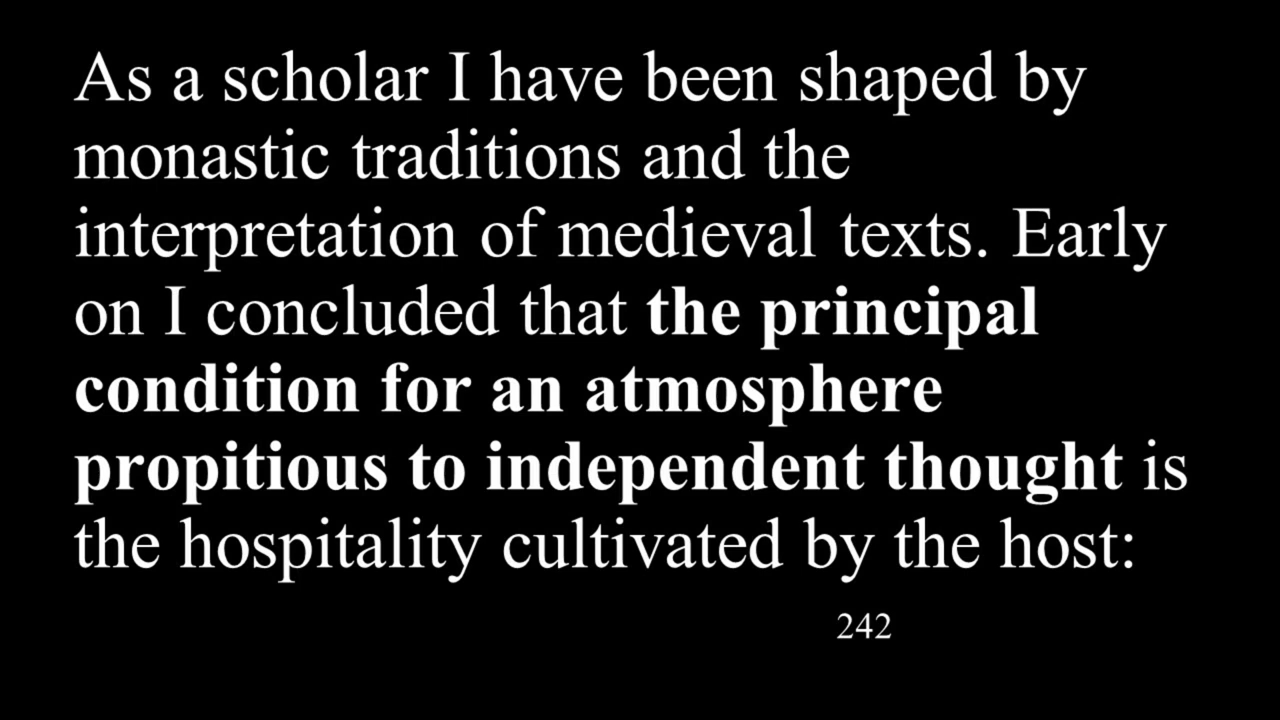 As a scholar I have been shaped by
monastic traditions and the
interpretation of medieval texts. Early
on I concluded that the principal
condition for an atmosphere
propitious to independent thought is
the hospitality cultivated by the host:
242